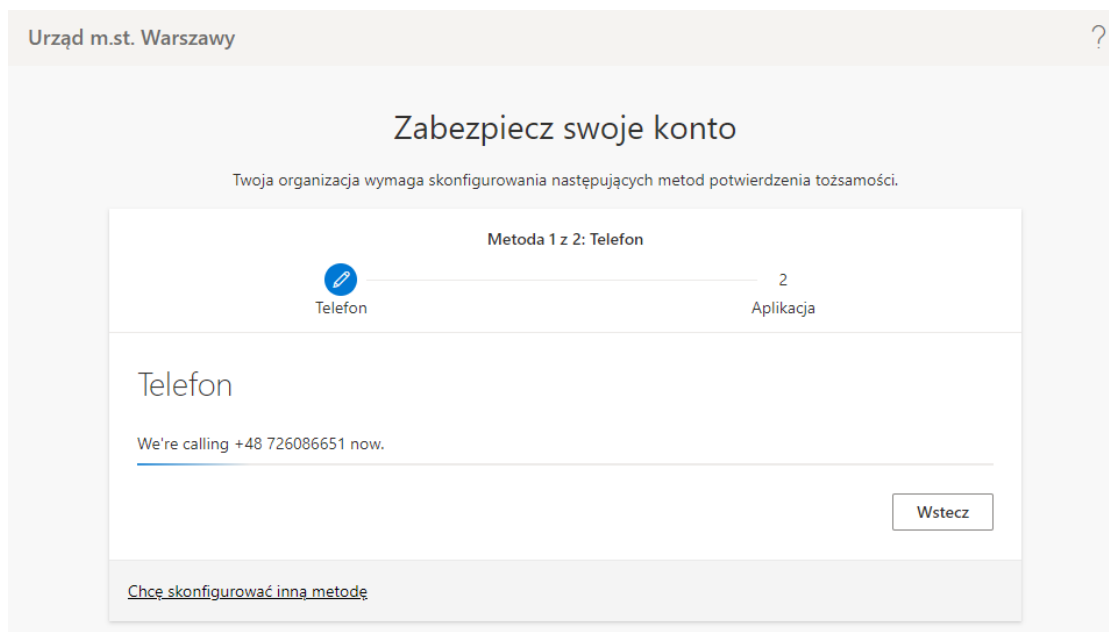 Urząd m.st. Warszawy
?
Zabezpiecz swoje konto
Twoja organizacja wymaga skonfigurowania następujących metod potwierdzenia tożsamości.
Metoda 1 z 2: Telefon
2
Telefon
Aplikacja
Telefon
We're calling +48 726086651 now.
Wstecz
Chcę skonfigurować inną metodę